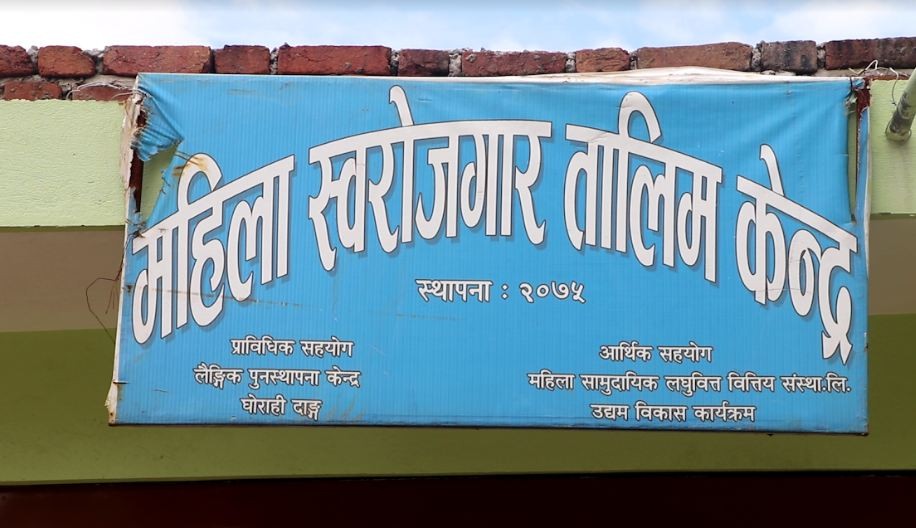 महिला स्वरोजगार तालिम केन्द्र
स्थापना : २०७५
प्राविधिक सहयोग
लैङ्गिक पुनस्थापना केन्द्र
घोराही दाङ्ग
आर्थिक सहयोग
महिला सामुदायिक लघुवित्त वित्तिय संस्था.लि.
उद्यम विकास कार्यक्रम